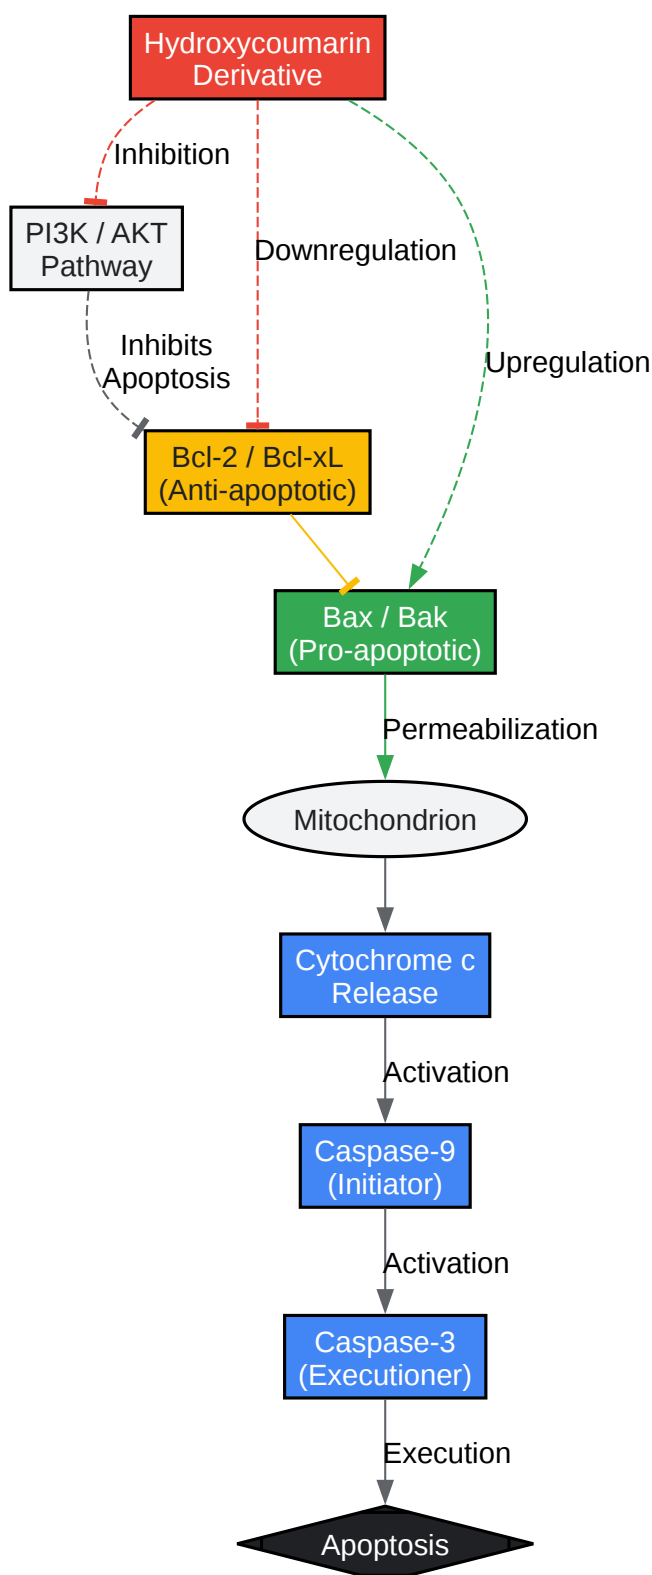 Hydroxycoumarin
Derivative
Inhibition
PI3K / AKT
Pathway
Downregulation
Inhibits
Apoptosis
Upregulation
Bcl-2 / Bcl-xL
(Anti-apoptotic)
Bax / Bak
(Pro-apoptotic)
Permeabilization
Mitochondrion
Cytochrome c
Release
Activation
Caspase-9
(Initiator)
Activation
Caspase-3
(Executioner)
Execution
Apoptosis